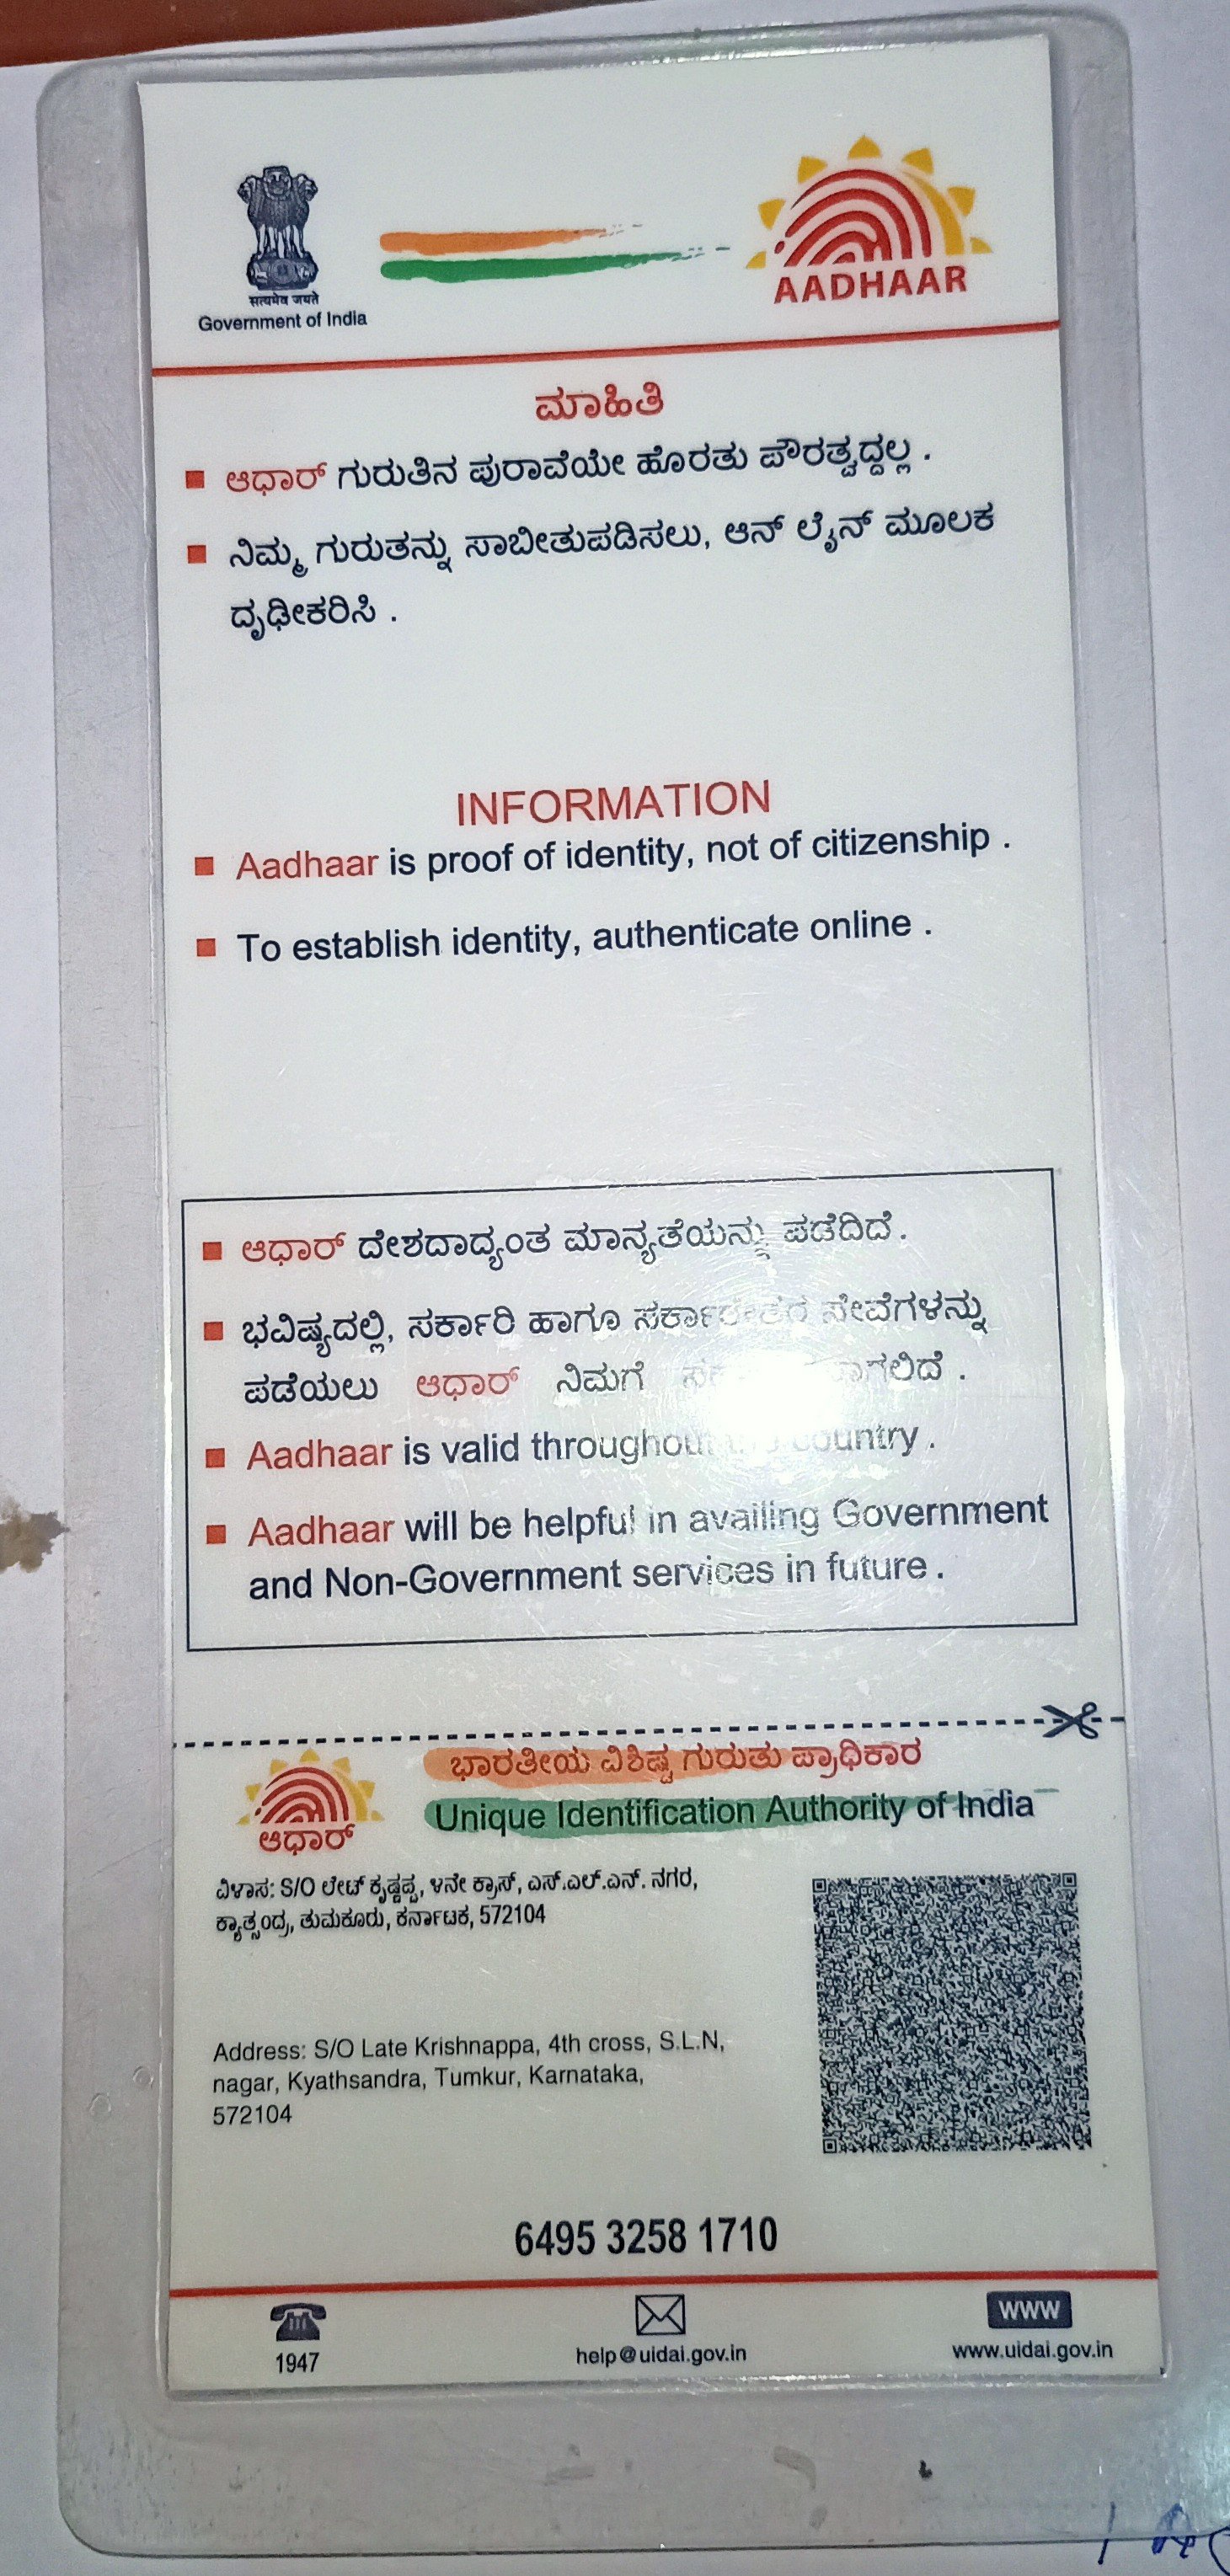 सत्यमेव जयते
Government of India
AADHAAR
ಮಾಹಿತಿ
ಆಧಾರ್ ಗುರುತಿನ ಪುರಾವೆಯೇ ಹೊರತು ಪೌರತ್ವದ್ದಲ್ಲ .
ನಿಮ್ಮ ಗುರುತನ್ನು ಸಾಬೀತುಪಡಿಸಲು, ಆನ್ ಲೈನ್ ಮೂಲಕ
ದೃಢೀಕರಿಸಿ .
INFORMATION
Aadhaar is proof of identity, not of citizenship .
To establish identity, authenticate online .
ಆಧಾರ್ ದೇಶದಾದ್ಯಂತ ಮಾನ್ಯತೆಯನ್ನು ಪಡೆದಿದೆ .
ಭವಿಷ್ಯದಲ್ಲಿ, ಸರ್ಕಾರಿ ಹಾಗೂ ಸರ್ಕಾರೇತರ ಸೇವೆಗಳನ್ನು
ಪಡೆಯಲು ಆಧಾರ್ ನಿಮಗೆ .
Aadhaar is valid throughout the country .
Aadhaar will be helpful in availing Government
and Non-Government services in future .
ಭಾರತೀಯ ವಿಶಿಷ್ಟ ಗುರುತು ಪ್ರಾಧಿಕಾರ
Unique Identification Authority of India
ಆಧಾರ್
ವಿಳಾಸ: S/O ಲೇಟ್ ಕೃಷ್ಣಪ್ಪ, ೪ನೇ ಕ್ರಾಸ್, ಎಸ್.ಎಲ್.ಎನ್. ನಗರ,
ಕ್ಯಾತ್ಸಂದ್ರ, ತುಮಕೂರು, ಕರ್ನಾಟಕ, 572104
Address: S/O Late Krishnappa, 4th cross, S.L.N,
nagar, Kyathsandra, Tumkur, Karnataka,
572104
6495 3258 1710
WWW
1947
help@uidai.gov.in
www.uidai.gov.in